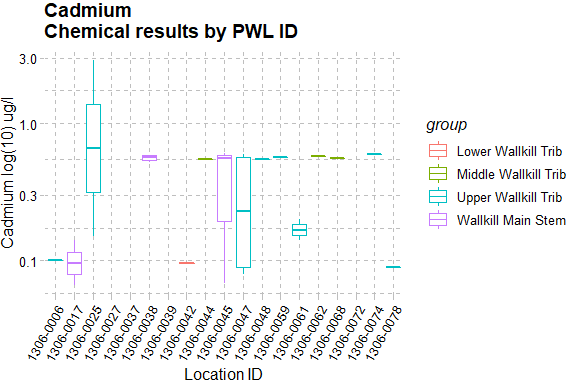 Cadmium
Chemical results by PWL ID
Cadmium log(10) ug/l
3.0
1.0
0.3
0.1
1306-0006
1306-0017
1306-0025
1306-0027
1306-0037
1306-0038
1306-0039
1306-0042
1306-0044
1306-0045
1306-0047
1306-0048
1306-0059
1306-0061
1306-0062
1306-0068
1306-0072
1306-0074
1306-0078
Location ID
group
Lower Wallkill Trib
Middle Wallkill Trib
Upper Wallkill Trib
Wallkill Main Stem